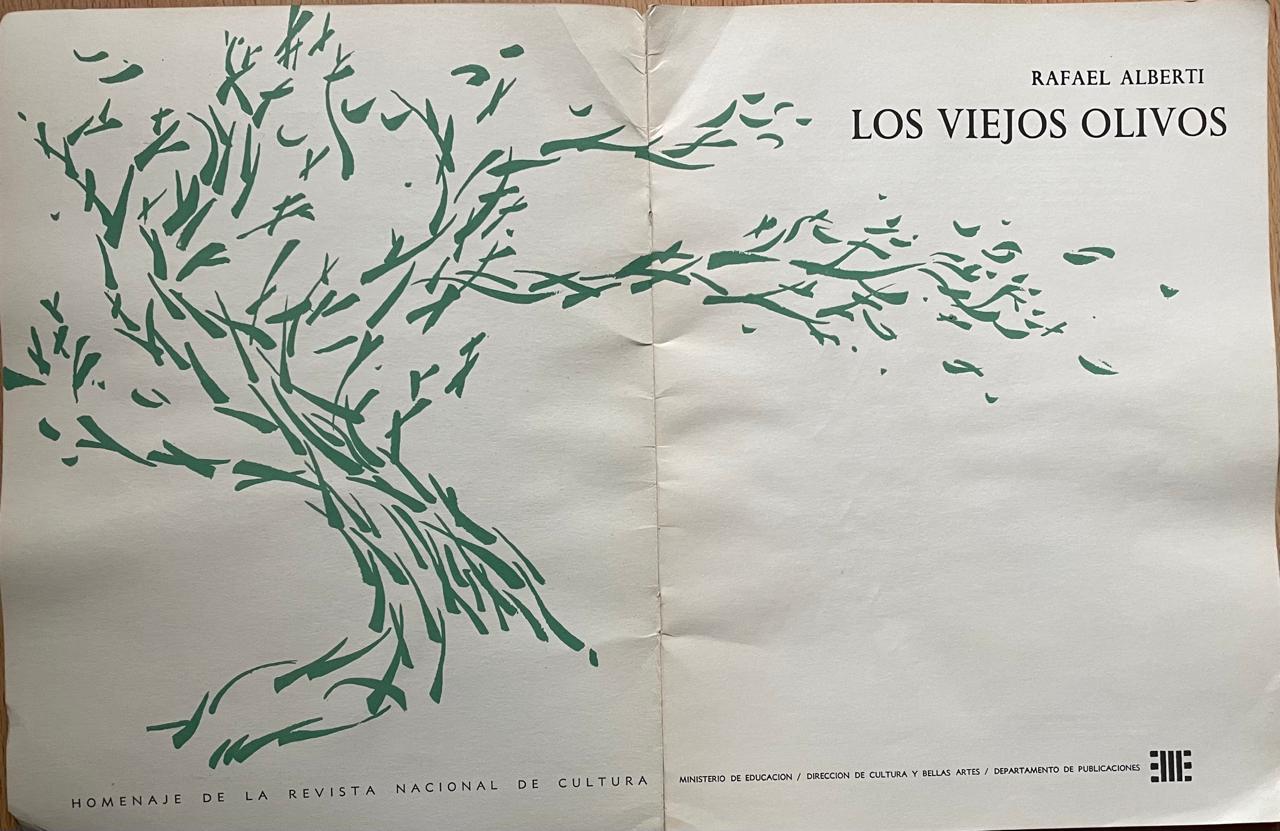 RAFAEL ALBERTI
LOS VIEJOS OLIVOS
HOMENAJE DE LA REVISTA NACIONAL DE CULTURA
MINISTERIO DE EDUCACION / DIRECCION DE CULTURA Y BELLAS ARTES / DEPARTAMENTO DE PUBLICACIONES